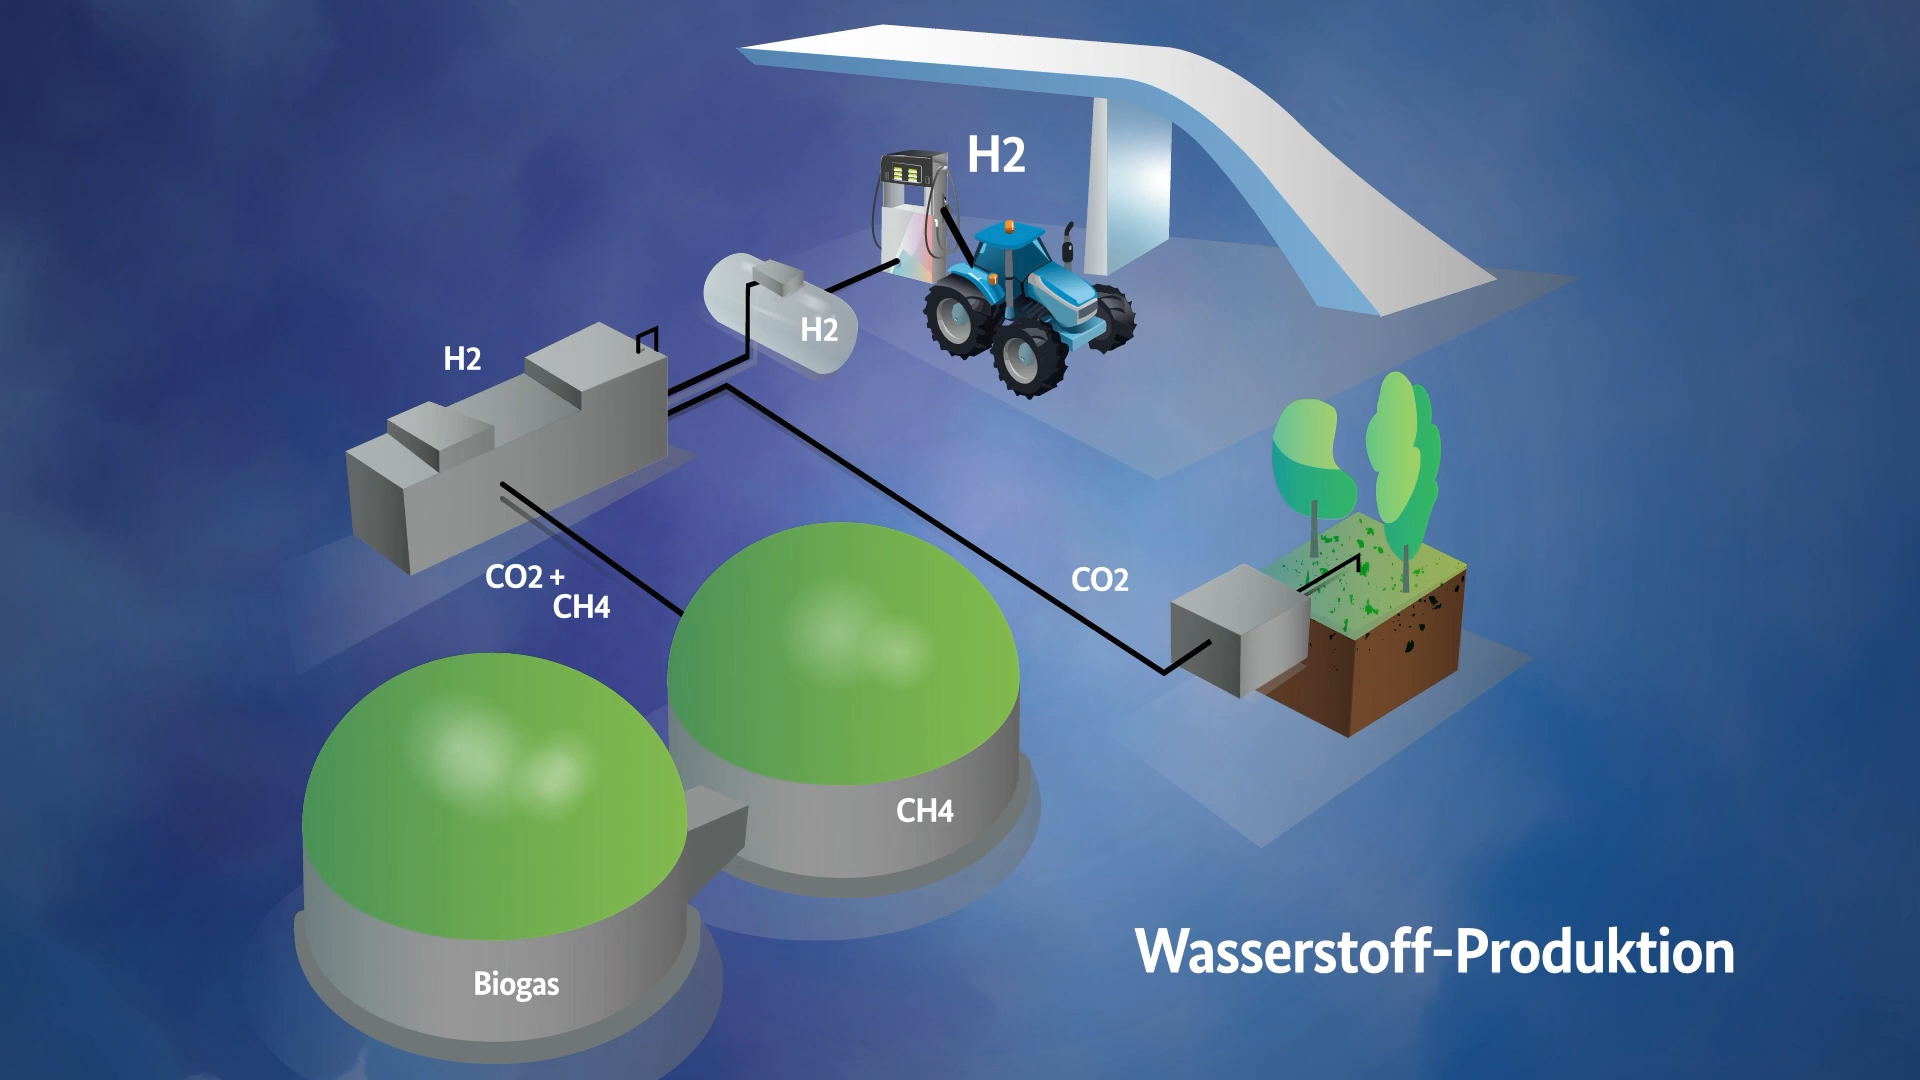 H2
H2
H2
CO2 +
CH4
CO2
CH4
Wasserstoff-Produktion
Biogas